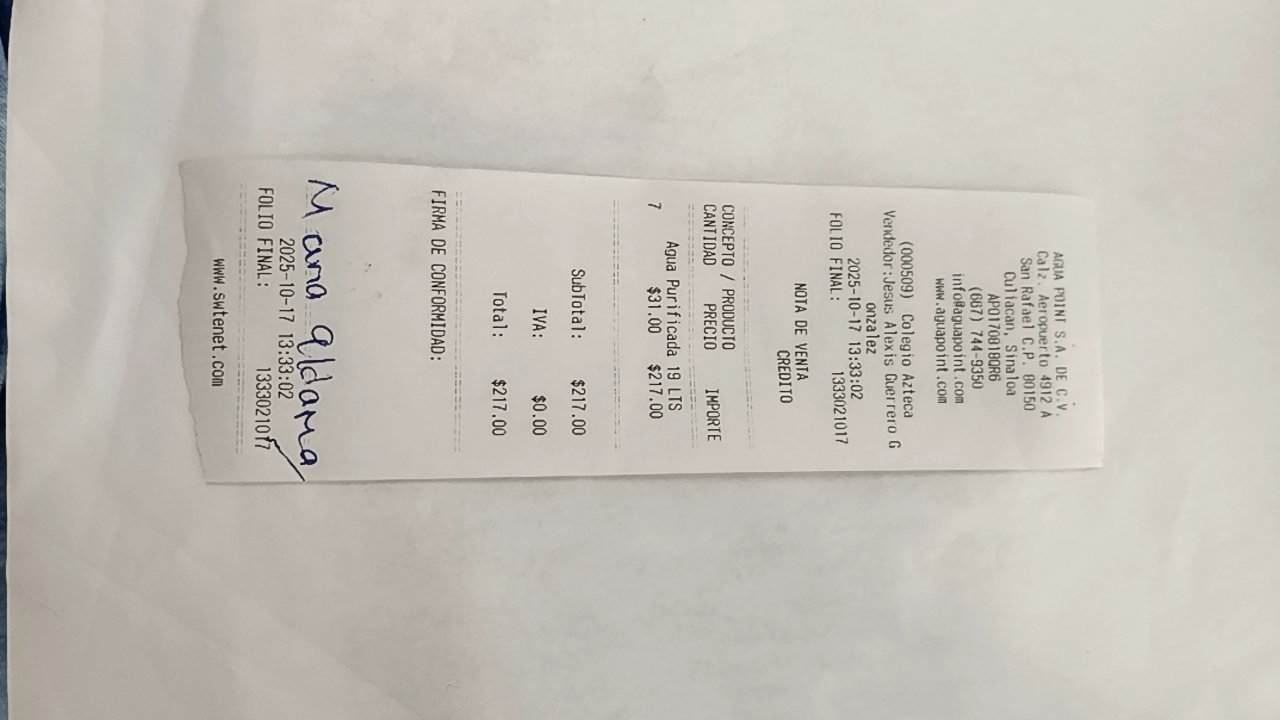 AGUA POINT S.A. DE C.V.
Calz. Aeropuerto 4912 A
San Rafael C.P. 80150
Culiacan, Sinaloa
APO170818QR6
(667) 744-9350
info@aguapoint.com
www.aguapoint.com
(000509) Colegio Azteca
Vendedor:Jesus Alexis Guerrero G
onzalez
2025-10-17 13:33:02
FOLIO FINAL: 1333021017
NOTA DE VENTA
CREDITO
CONCEPTO / PRODUCTO
CANTIDAD PRECIO IMPORTE
Agua Purificada 19 LTS
7 $31.00 $217.00
SubTotal: $217.00
IVA: $0.00
Total: $217.00
FIRMA DE CONFORMIDAD:
Maria aldama
2025-10-17 13:33:02
FOLIO FINAL: 1333021017
www.swtenet.com